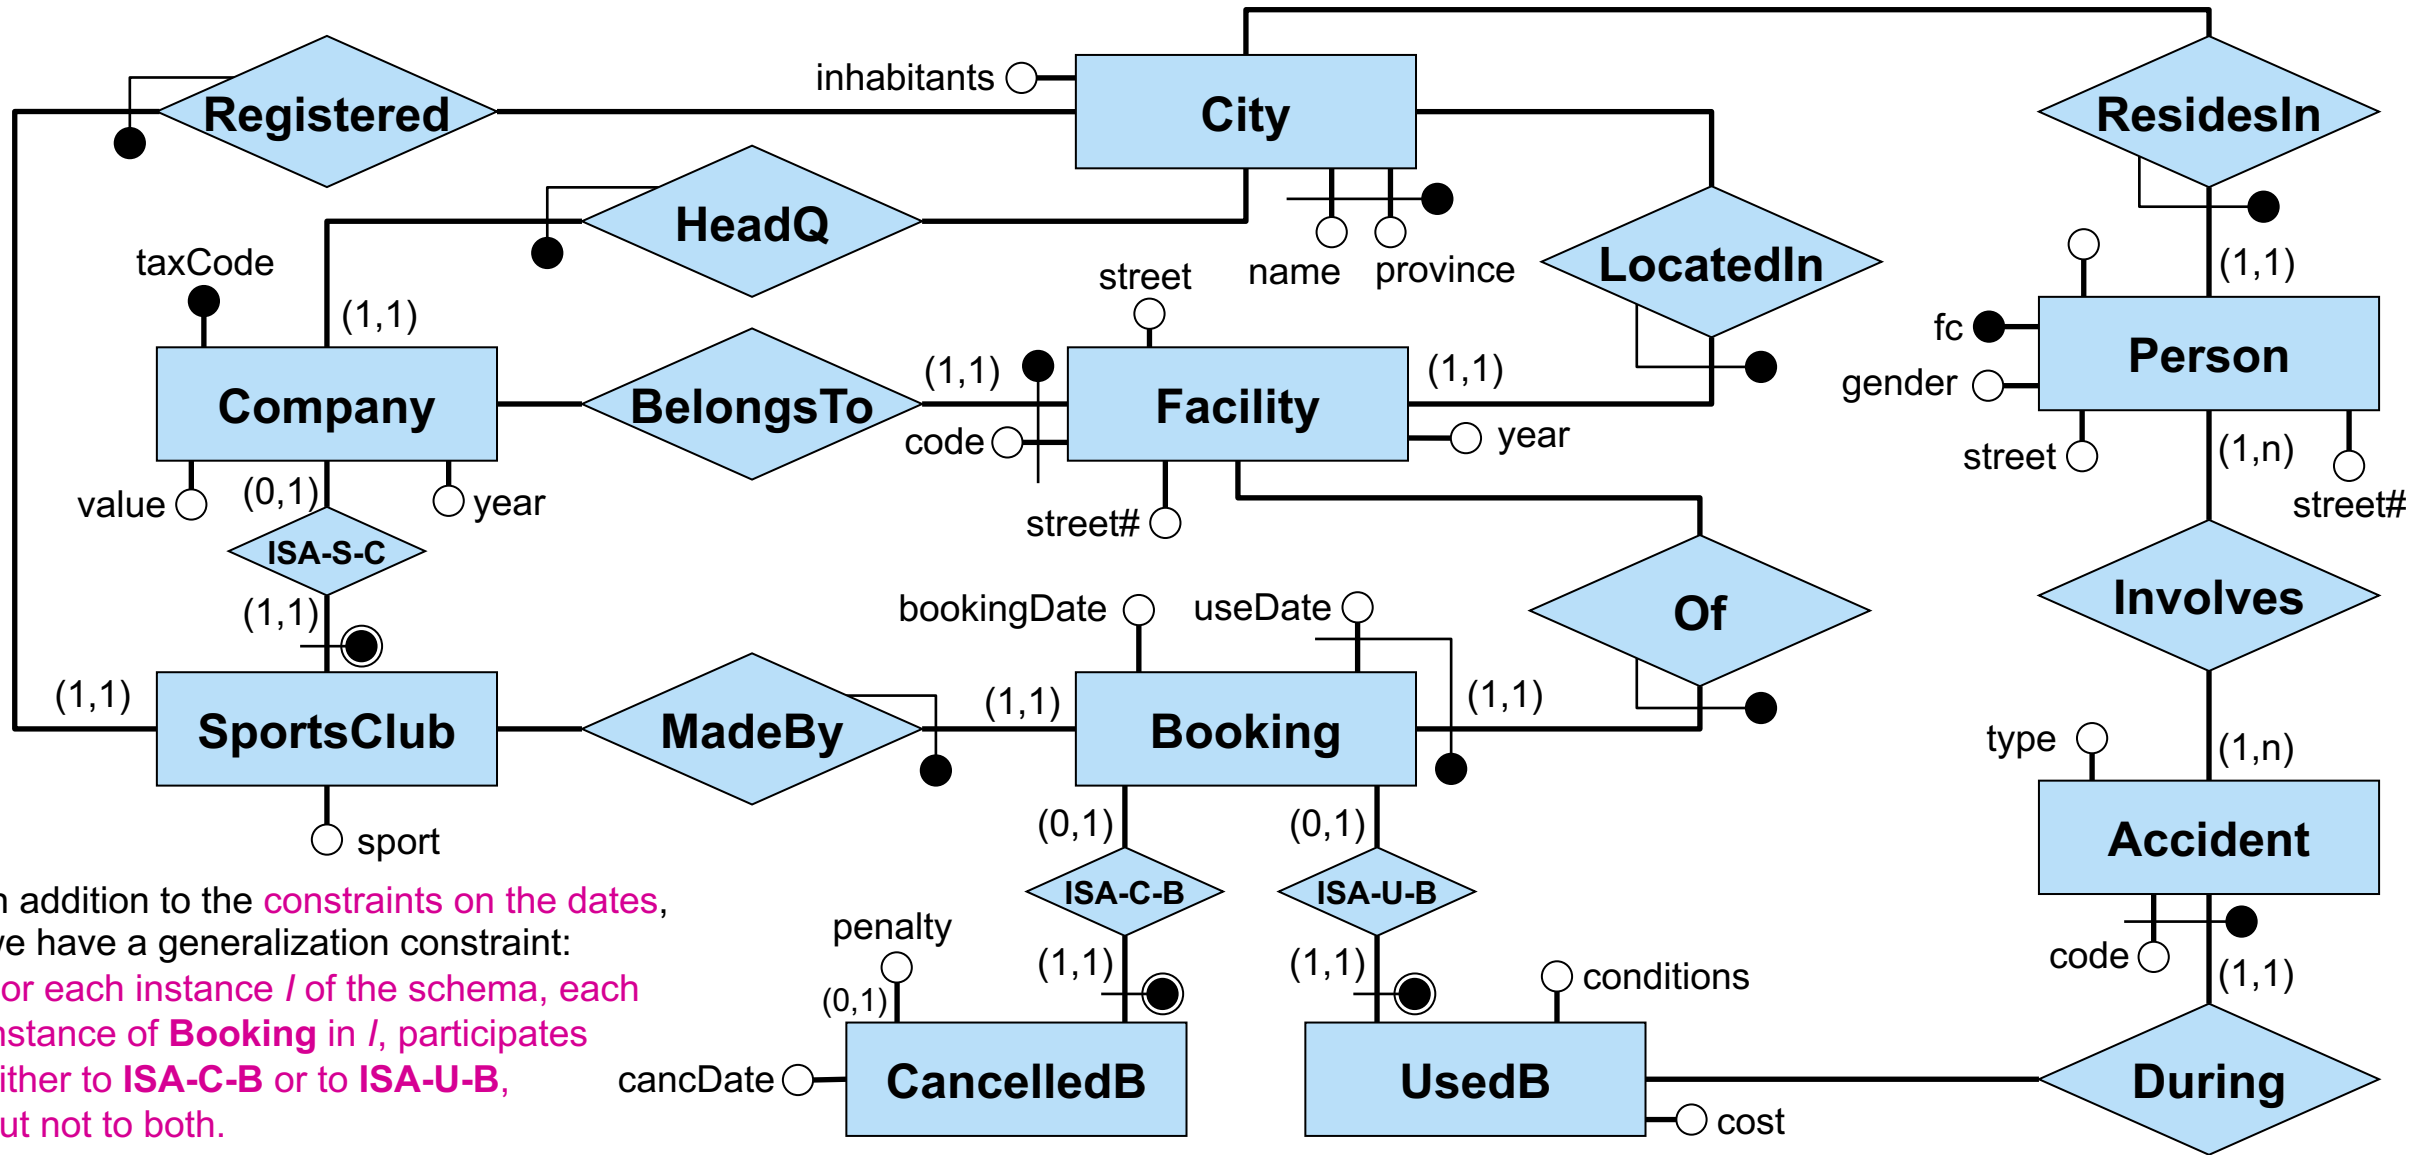 inhabitants
City
Registered
ResidesIn
HeadQ
taxCode
name
province
LocatedIn
street
(1,1)
(1,1)
fc
Person
gender
Company
BelongsTo
(1,1)
Facility
(1,1)
code
year
street
(1,n)
street#
value
(0,1)
year
street#
ISA-S-C
(1,1)
bookingDate
useDate
Of
Involves
(1,1)
SportsClub
MadeBy
(1,1)
Booking
(1,1)
type
(1,n)
sport
(0,1)
(0,1)
Accident
ISA-C-B
ISA-U-B
n addition to the constraints on the dates,
we have a generalization constraint:
or each instance I of the schema, each
nstance of Booking in I, participates
ither to ISA-C-B or to ISA-U-B,
ut not to both.
penalty
(0,1)
(1,1)
(1,1)
conditions
code
(1,1)
cancDate
CancelledB
UsedB
During
cost